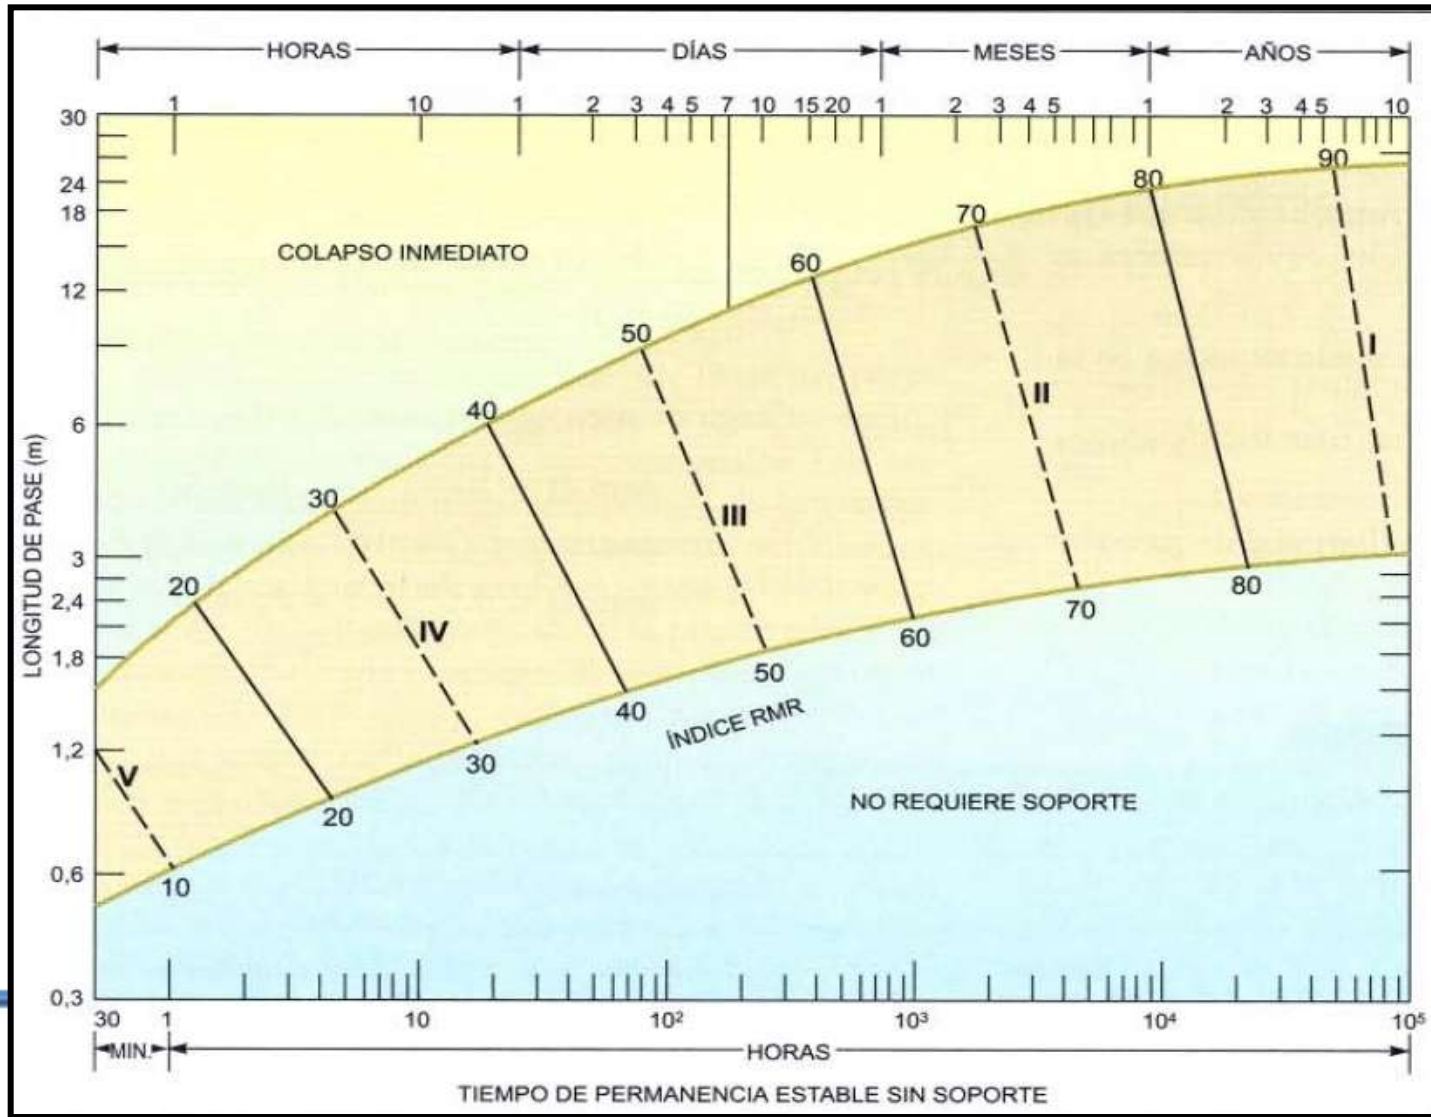 HORAS DÍAS MESES AÑOS
1 10 1 2 3 4 5 7 10 15 20 1 2 3 4 5 1 2 3 4 5 10
30
24
18
12
6
3
2,4
1.8
1,2
0,6
0,3
LONGITUD DE PASE (m)
COLAPSO INMEDIATO
20 30 40 50 60 70 80 90
V IV III II I
10 20 30 40 50 60 70 80
ÍNDICE RMR
NO REQUIERE SOPORTE
30 1 10 10² 10³ 10⁴ 10⁵
MIN. HORAS
TIEMPO DE PERMANENCIA ESTABLE SIN SOPORTE